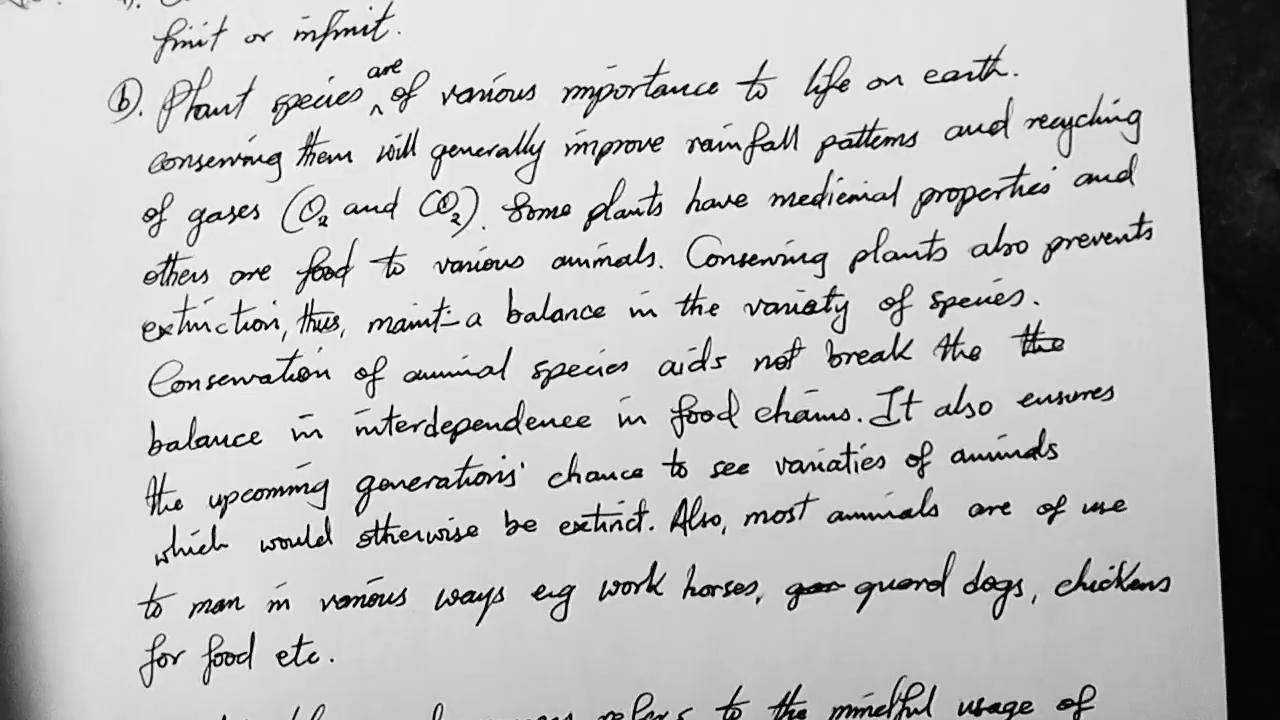 finit or infinit.
b). Plant species are of various importance to life on earth.
conserving them will generally improve rainfall patterns and recycling
of gases (O₂ and CO₂). Some plants have medicinal properties and
others are food to various animals. Conserving plants also prevents
extinction, thus, maint- a balance in the variaty of species.
Conservation of animal species aids not break the the
balance in interdependence in food chains. It also ensures
the upcomming generations' chance to see variaties of animals
which would otherwise be extinct. Also, most animals are of use
to man in various ways eg work horses, guard dogs, chickens
for food etc.
refers to the mindful usage of